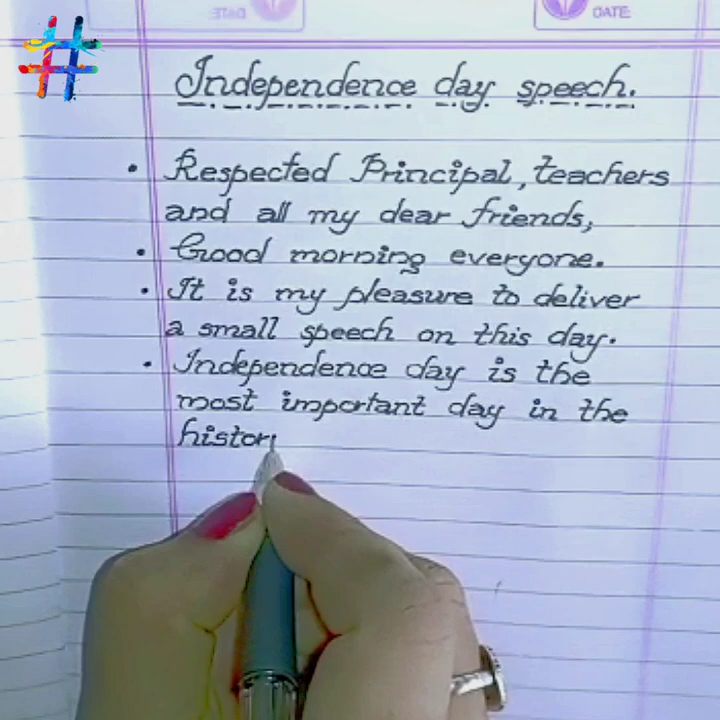 DATE
DATE
Independence day speech.
• Respected Principal, teachers
and all my dear friends,
• Good morning everyone.
• It is my pleasure to deliver
a small speech on this day.
• Independence day is the
most important day in the
histor